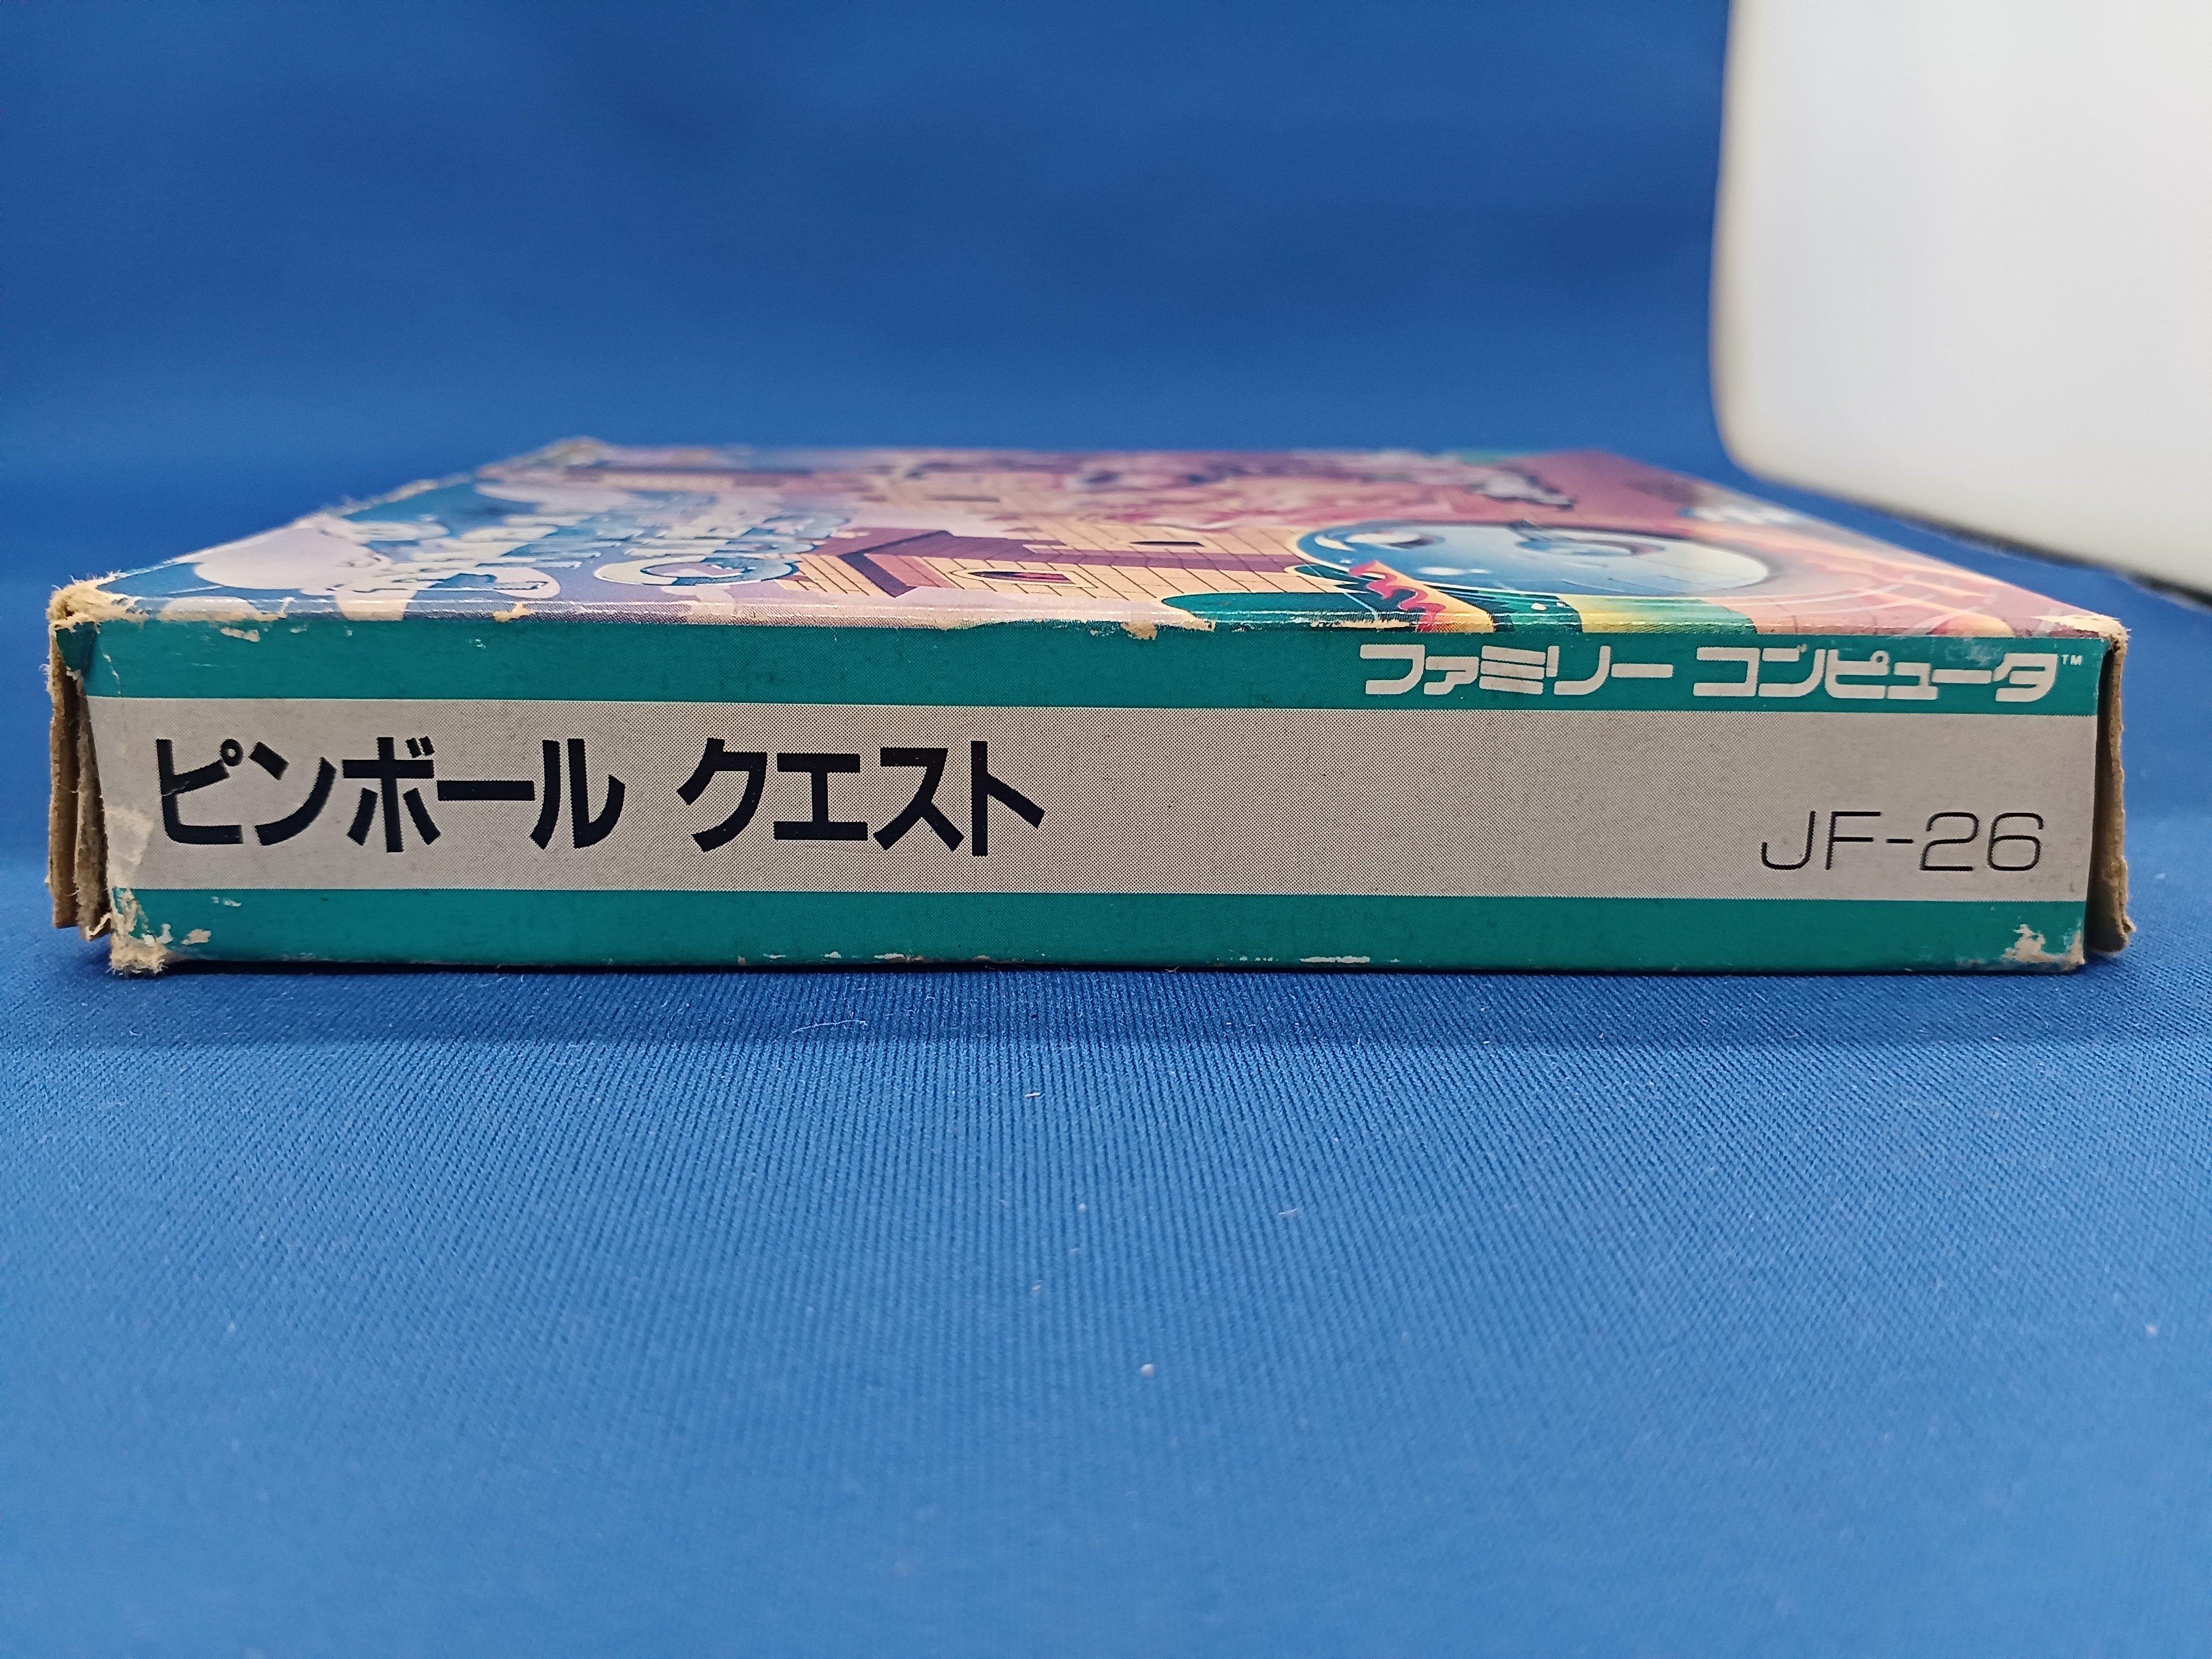 ファミリー コンピュータ™
ピンボール クエスト
JF-26